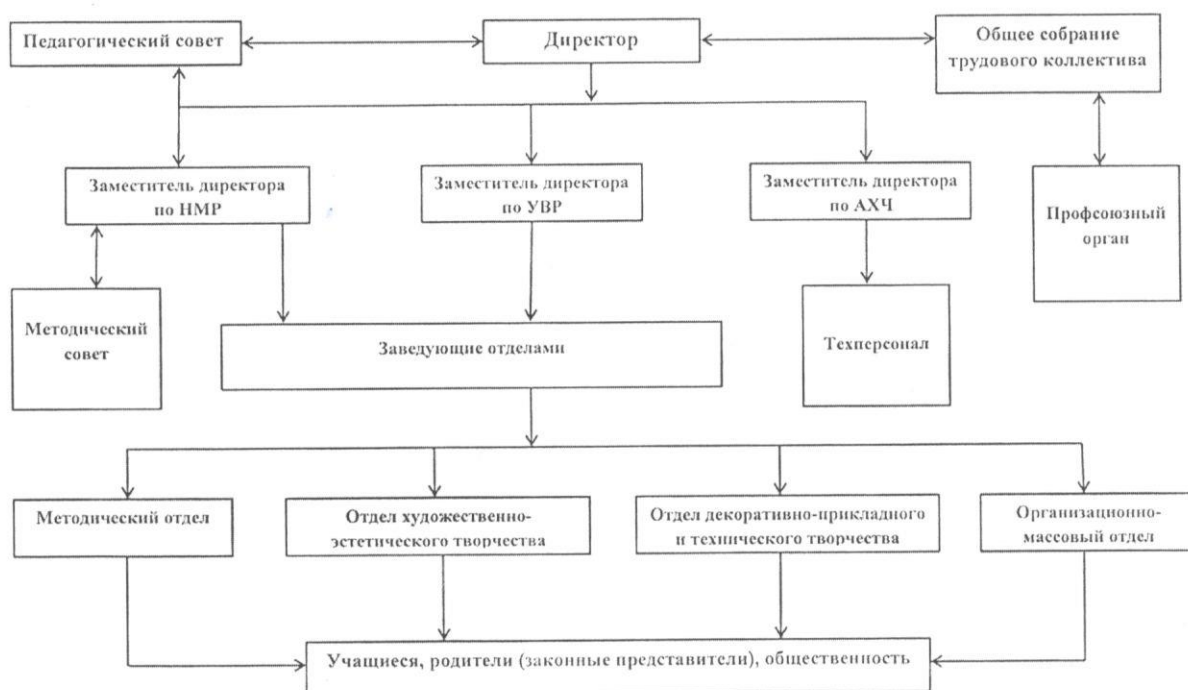 Педагогический совет
Директор
Общее собрание
трудового коллектива
Заместитель директора
по НМР
Заместитель директора
по УВР
Заместитель директора
по АХЧ
Профсоюзный
орган
Методический
совет
Заведующие отделами
Техперсонал
Методический отдел
Отдел художественно-
эстетического творчества
Отдел декоративно-прикладного
и технического творчества
Организационно-
массовый отдел
Учащиеся, родители (законные представители), общественность